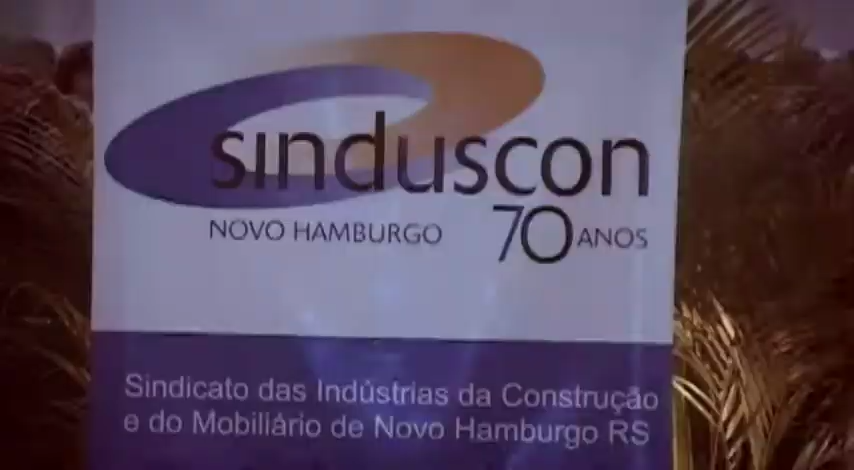 sinduscon
NOVO HAMBURGO 70 ANOS
Sindicato das Indústrias da Construção
e do Mobiliário de Novo Hamburgo RS